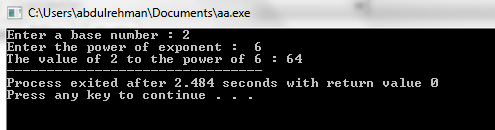 C:\Users\abdulrehman\Documents\aa.exe
Enter a base number : 2
Enter the power of exponent :  6
The value of 2 to the power of 6 : 64
--------------------------------
Process exited after 2.484 seconds with return value 0
Press any key to continue . . .